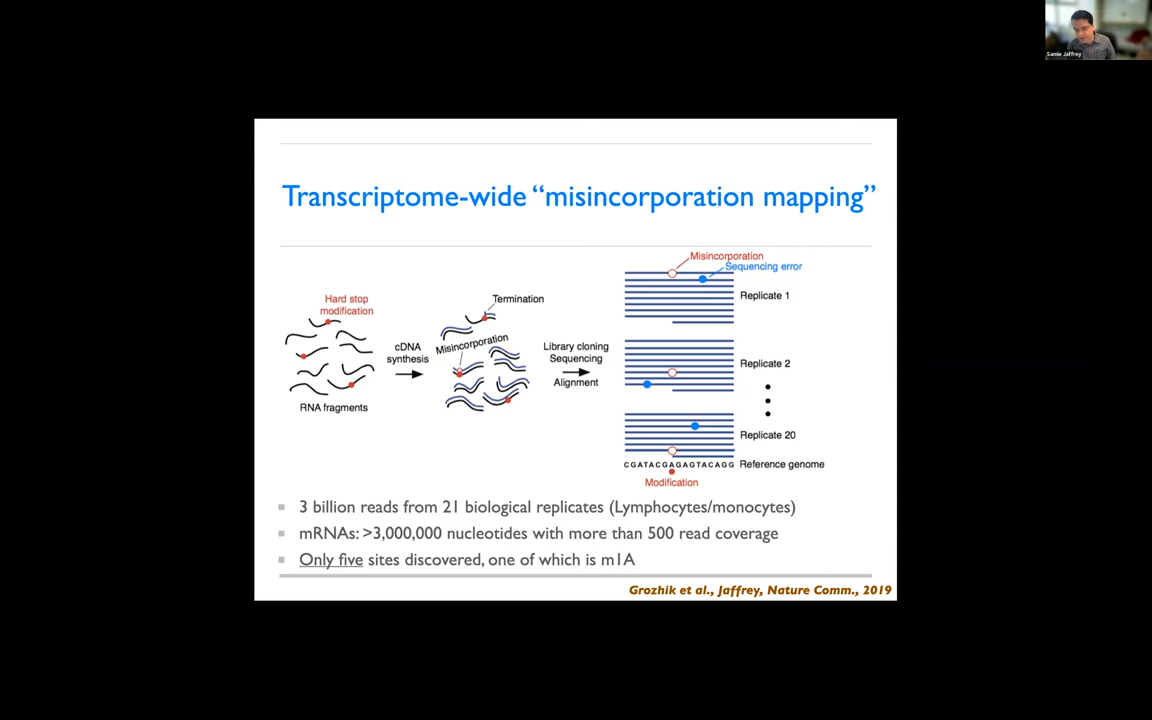 Samie Jaffrey
Transcriptome-wide “misincorporation mapping”
Misincorporation
Sequencing error
Hard stop
modification
Termination
Replicate 1
Misincorporation
cDNA
synthesis
Library cloning
Sequencing
Alignment
Replicate 2
RNA fragments
Replicate 20
CGATACGAGAGTACAGG Reference genome
Modification
3 billion reads from 21 biological replicates (Lymphocytes/monocytes)
mRNAs: >3,000,000 nucleotides with more than 500 read coverage
Only five sites discovered, one of which is m1A
Grozhik et al., Jaffrey, Nature Comm., 2019